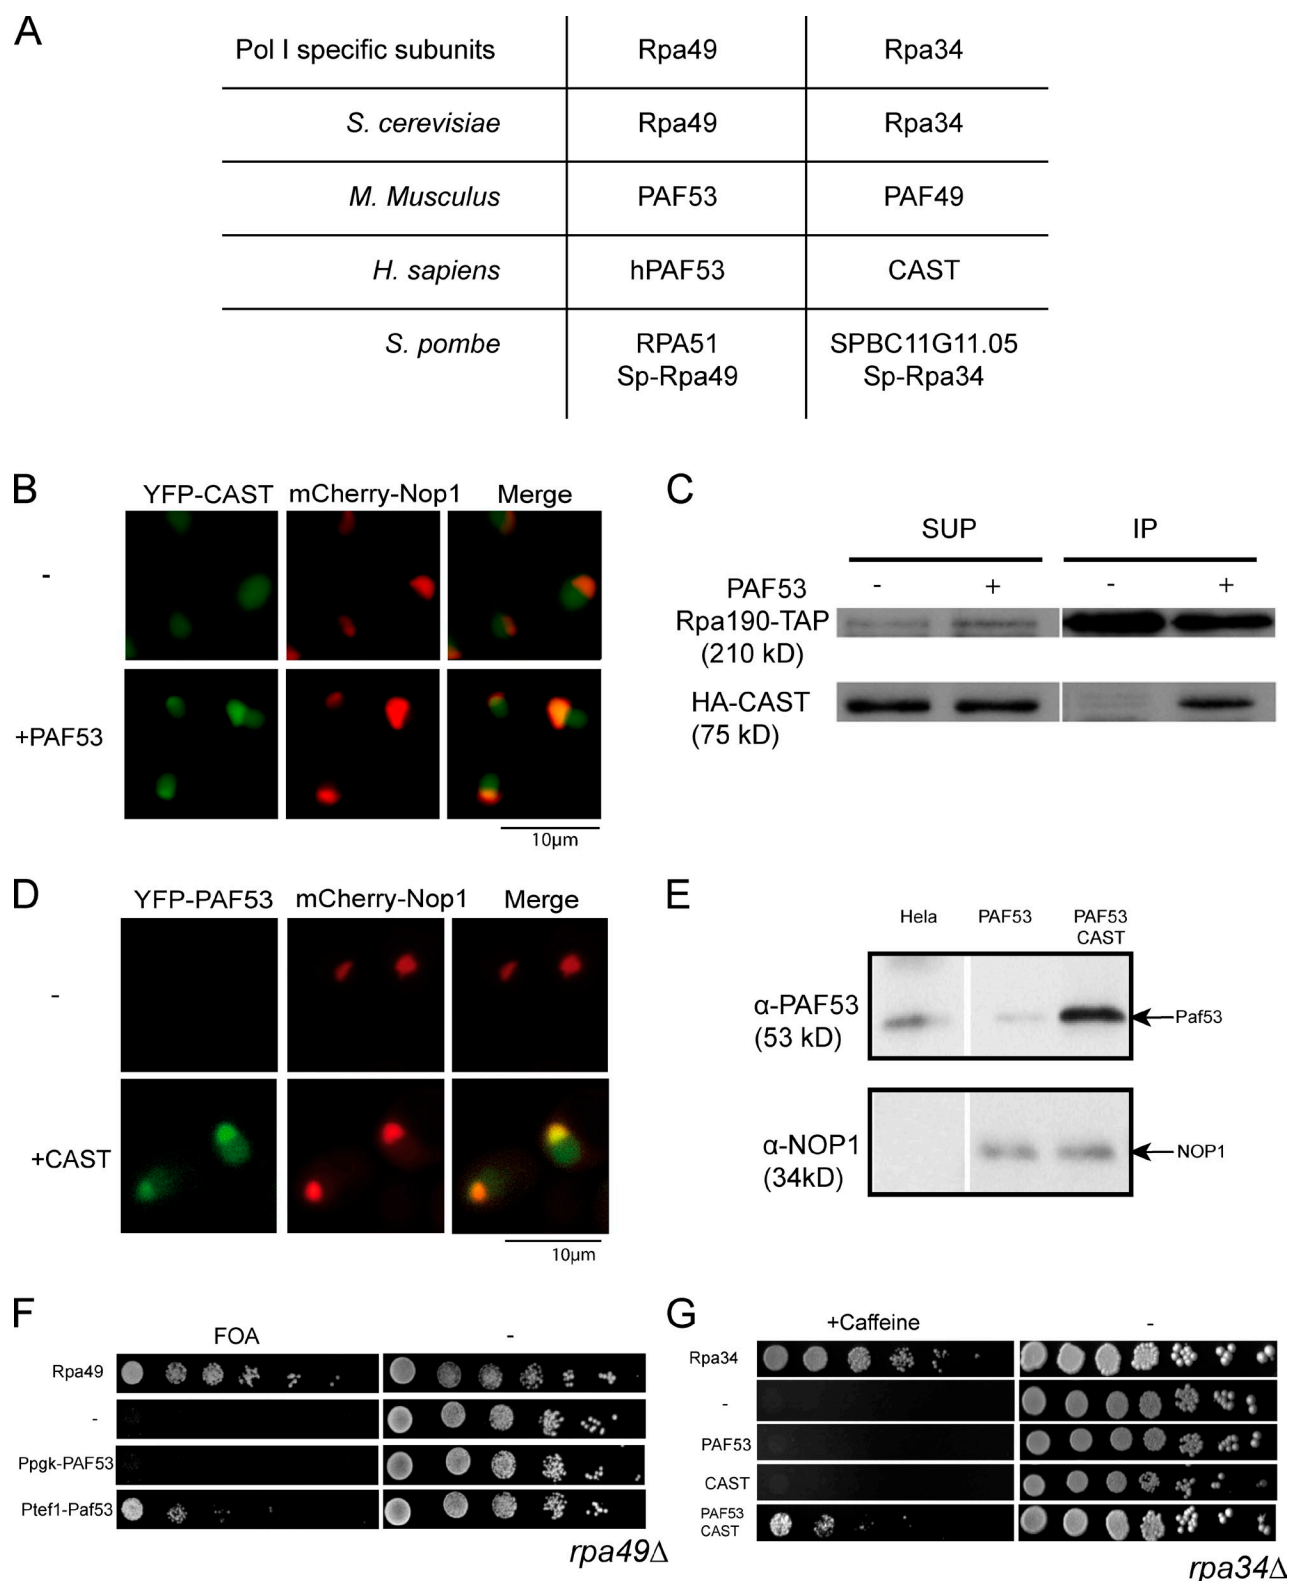 A
Pol I specific subunits Rpa49 Rpa34
S. cerevisiae Rpa49 Rpa34
M. Musculus PAF53 PAF49
H. sapiens hPAF53 CAST
S. pombe RPA51 SPBC11G11.05
Sp-Rpa49 Sp-Rpa34
B
YFP-CAST mCherry-Nop1 Merge
-
+PAF53
10µm
C
SUP IP
PAF53 - + - +
Rpa190-TAP
(210 kD)
HA-CAST
(75 kD)
D
YFP-PAF53 mCherry-Nop1 Merge
-
+CAST
10µm
E
Hela PAF53 PAF53
CAST
α-PAF53
(53 kD)
Paf53
α-NOP1
(34kD)
NOP1
F
FOA -
Rpa49
-
Ppgk-PAF53
Ptef1-Paf53
rpa49Δ
G
+Caffeine -
Rpa34
-
PAF53
CAST
PAF53
CAST
rpa34Δ